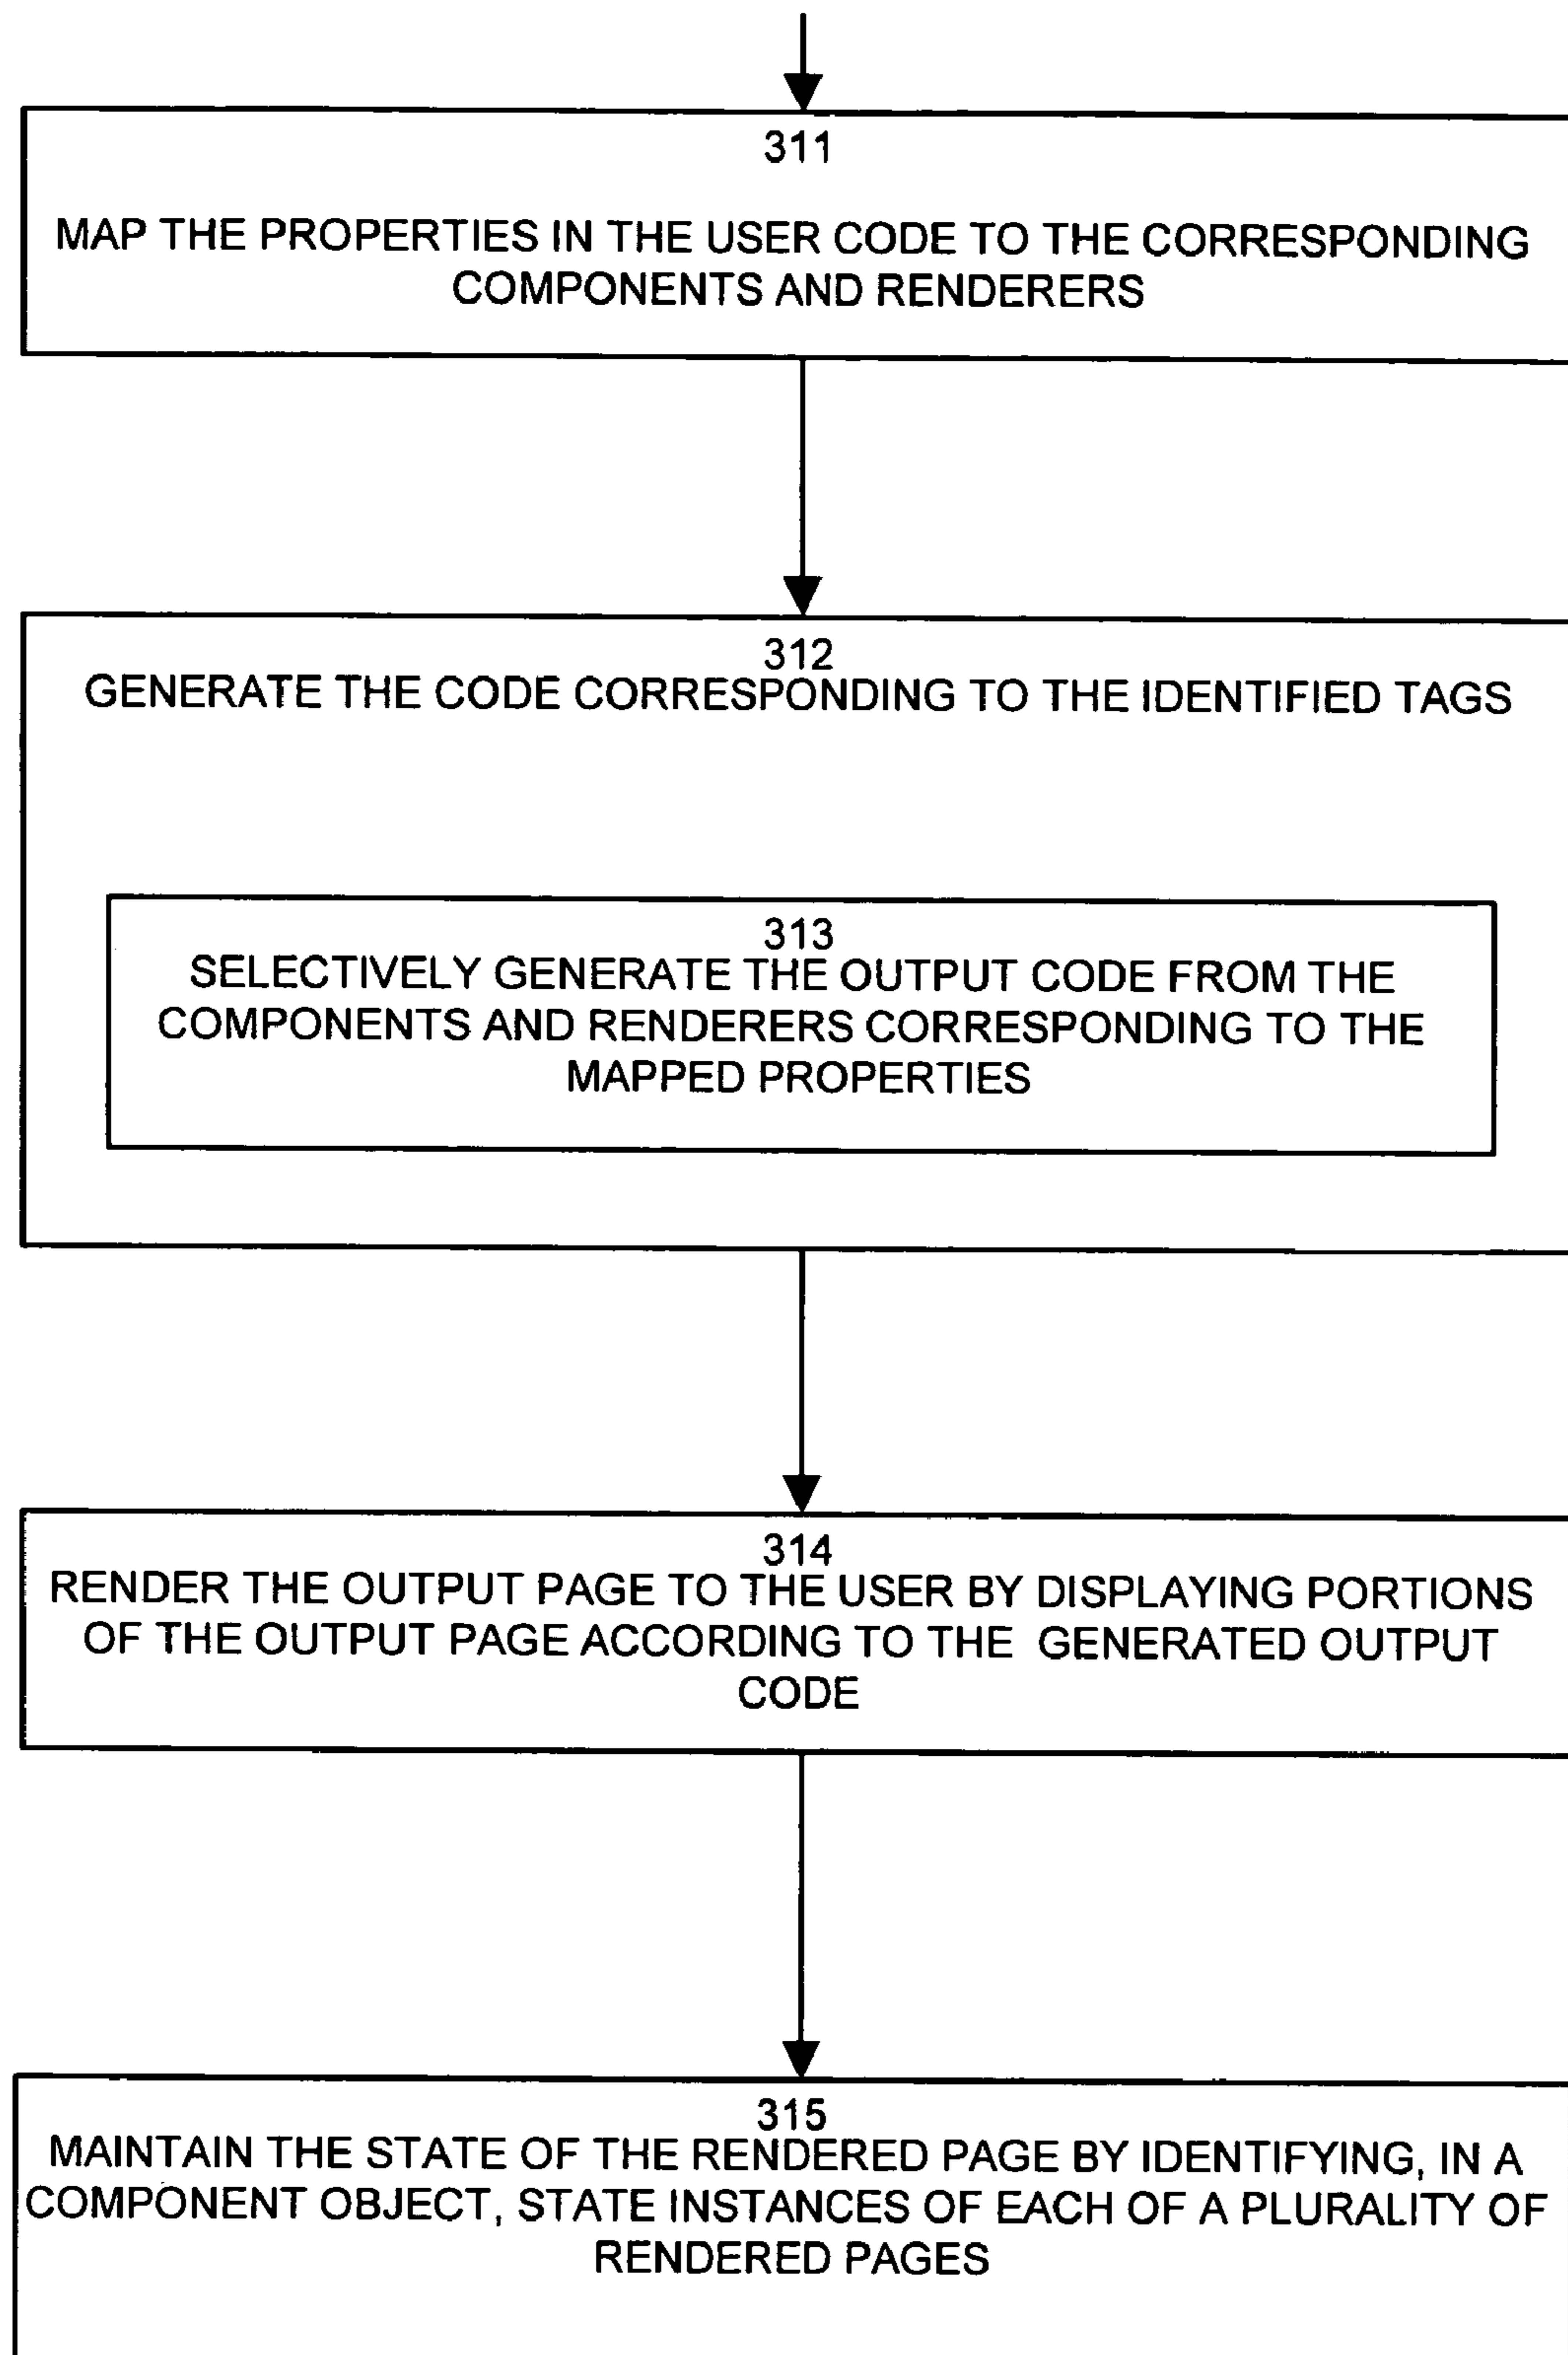 311
MAP THE PROPERTIES IN THE USER CODE TO THE CORRESPONDING
COMPONENTS AND RENDERERS
312
GENERATE THE CODE CORRESPONDING TO THE IDENTIFIED TAGS
313
SELECTIVELY GENERATE THE OUTPUT CODE FROM THE
COMPONENTS AND RENDERERS CORRESPONDING TO THE
MAPPED PROPERTIES
314
RENDER THE OUTPUT PAGE TO THE USER BY DISPLAYING PORTIONS
OF THE OUTPUT PAGE ACCORDING TO THE GENERATED OUTPUT
CODE
315
MAINTAIN THE STATE OF THE RENDERED PAGE BY IDENTIFYING, IN A
COMPONENT OBJECT, STATE INSTANCES OF EACH OF A PLURALITY OF
RENDERED PAGES